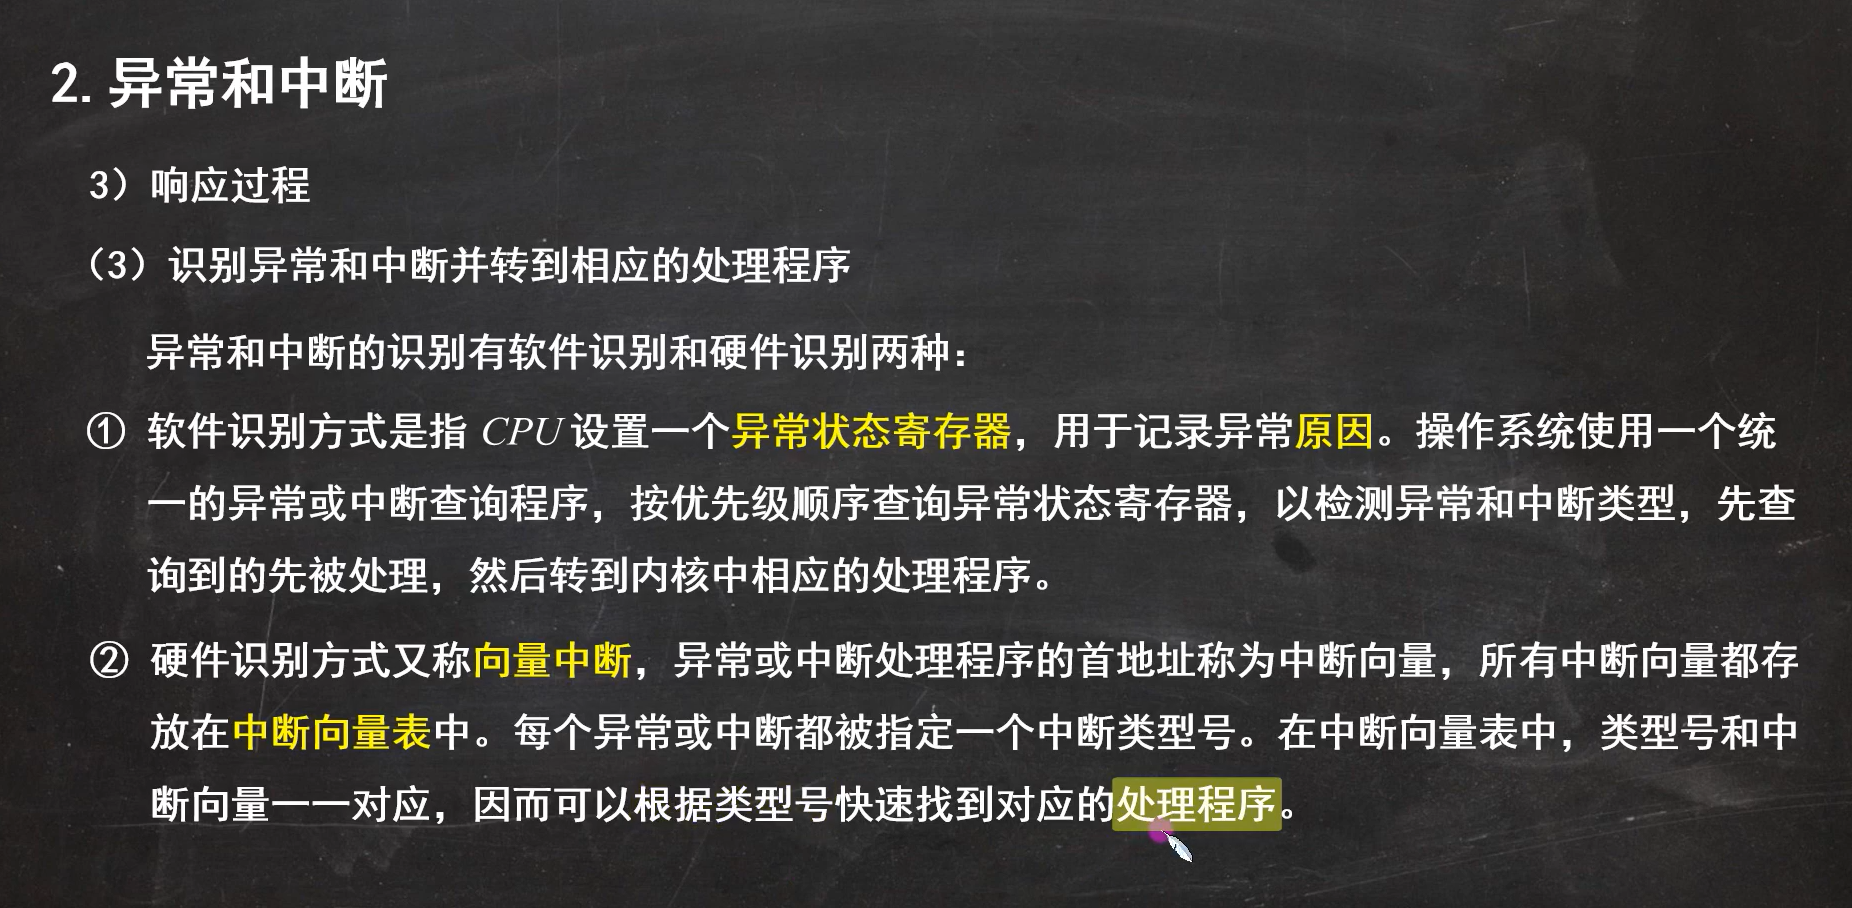 2. 异常和中断
3）响应过程
（3）识别异常和中断并转到相应的处理程序
异常和中断的识别有软件识别和硬件识别两种：
① 软件识别方式是指 CPU 设置一个异常状态寄存器，用于记录异常原因。操作系统使用一个统
一的异常或中断查询程序，按优先级顺序查询异常状态寄存器，以检测异常和中断类型，先查
询到的先被处理，然后转到内核中相应的处理程序。
② 硬件识别方式又称向量中断，异常或中断处理程序的首地址称为中断向量，所有中断向量都存
放在中断向量表中。每个异常或中断都被指定一个中断类型号。在中断向量表中，类型号和中
断向量一一对应，因而可以根据类型号快速找到对应的处理程序。